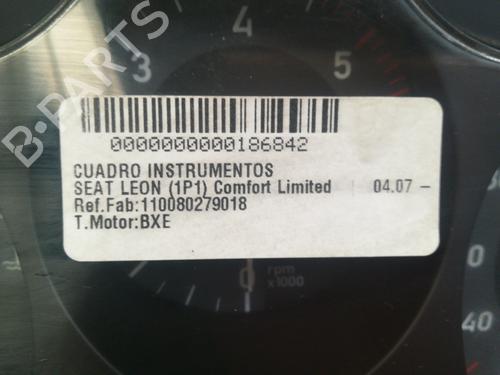 B-PARTS
3
4
5
0000000000186842
CUADRO INSTRUMENTOS
SEAT LEON (1P1) Comfort Limited 04.07 -
Ref.Fab:110080279018
T.Motor:BXE
0
rpm
x1000
40